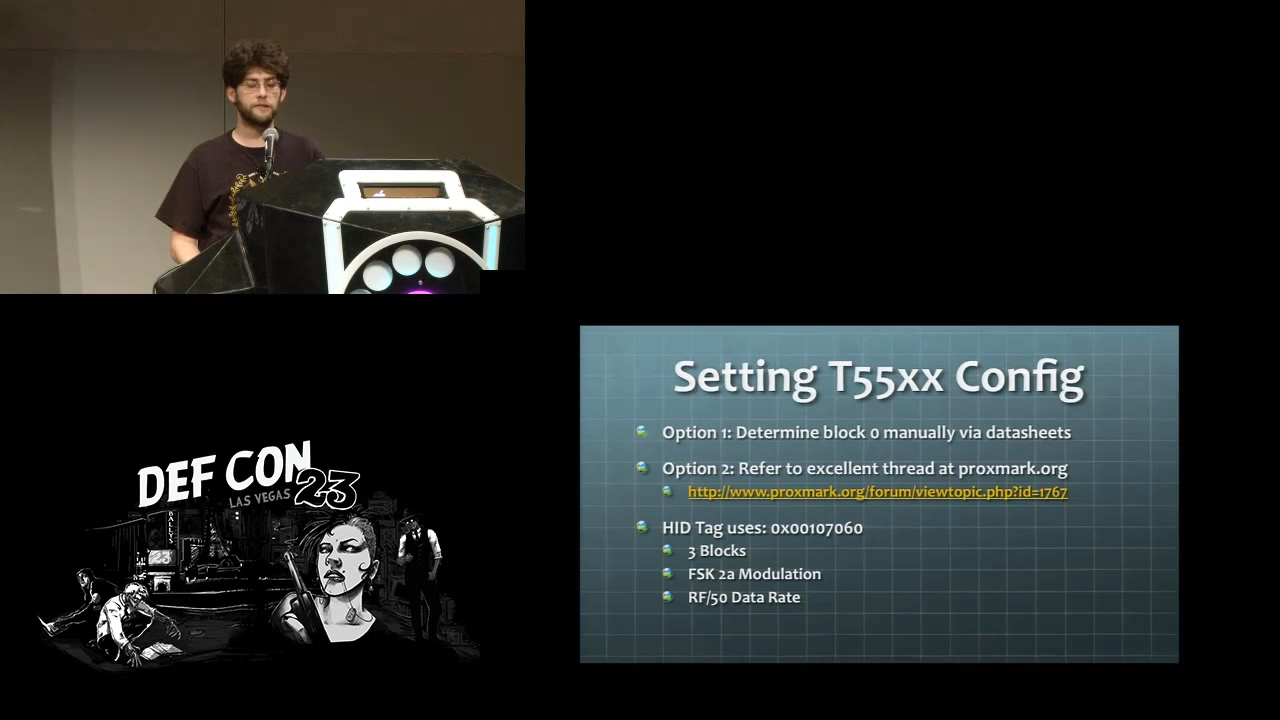 DEF CON 23
LAS VEGAS
BALLYS
23
Setting T55xx Config
Option 1: Determine block 0 manually via datasheets
Option 2: Refer to excellent thread at proxmark.org
http://www.proxmark.org/forum/viewtopic.php?id=1767
HID Tag uses: 0x00107060
3 Blocks
FSK 2a Modulation
RF/50 Data Rate